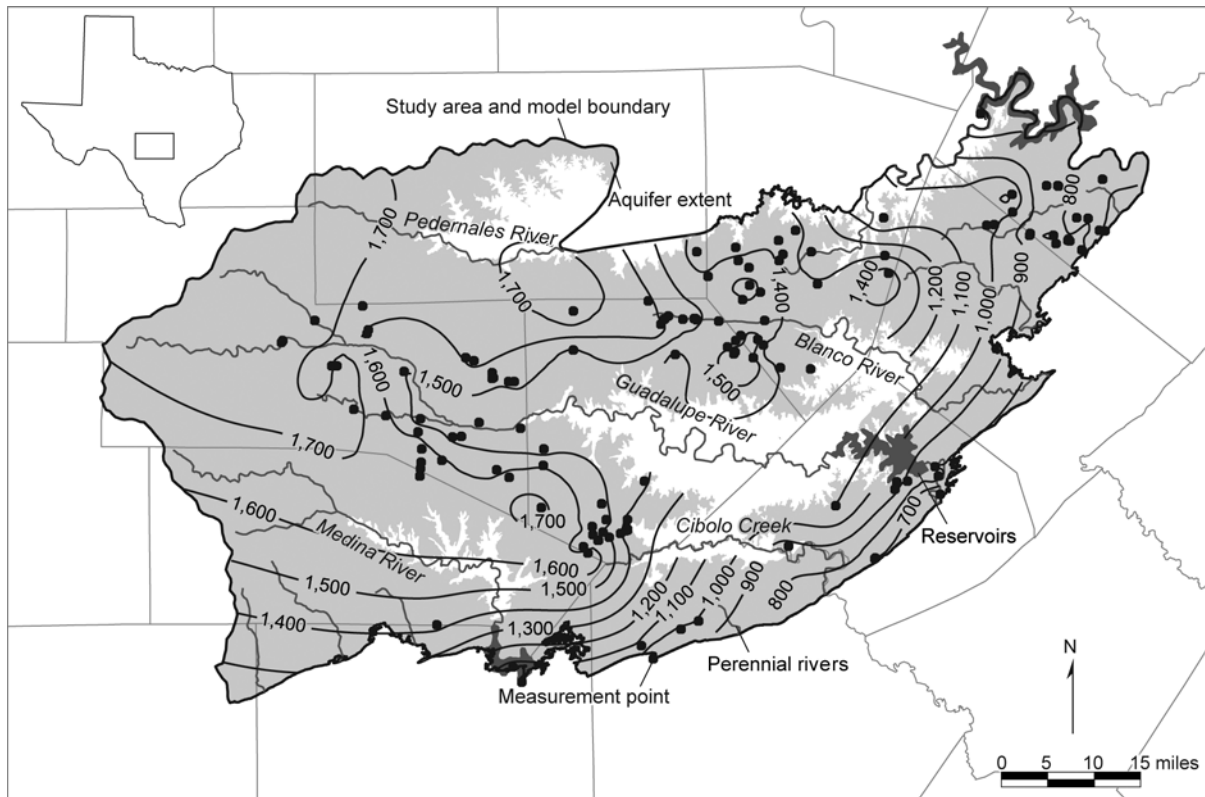 Study area and model boundary
Aquifer extent
Pedernales River
1,700
1,700
800
900
1,000
1,100
1,200
1,400
1,400
1,600
1,500
1,500
Blanco River
Guadalupe River
1,700
1,700
1,600
Medina River
1,600
1,500
1,500
1,400
1,300
Cibolo Creek
1,200
1,100
1,000
900
800
700
Reservoirs
Perennial rivers
Measurement point
N
0 5 10 15 miles